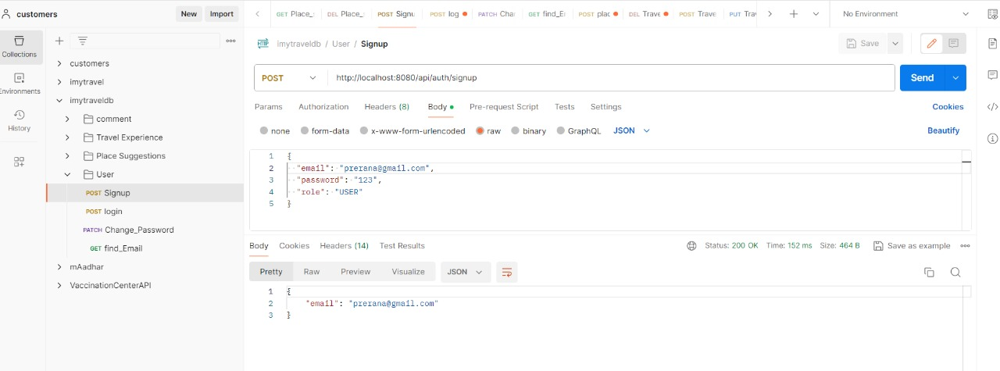 customers New Import
GET Place_ DEL Place_ POST Signu POST log POST Cha GET find_E POST plac DEL Trave POST Trave PUT Tra No Environment
Collections
Environments
History
customers
imytravel
imytraveldb
comment
Travel Experience
Place Suggestions
User
POST Signup
POST login
PATCH Change_Password
GET find_Email
mAadhar
VaccinationCenterAPI
HTTP imytraveldb / User / Signup Save
POST http://localhost:8080/api/auth/signup Send
Params Authorization Headers (8) Body Pre-request Script Tests Settings Cookies
none form-data x-www-form-urlencoded raw binary GraphQL JSON Beautify
1 {
2 "email": "prerana@gmail.com",
3 "password": "123",
4 "role": "USER"
5 }
Body Cookies Headers (14) Test Results Status: 200 OK Time: 152 ms Size: 464 B Save as example
Pretty Raw Preview Visualize JSON
1 {
2 "email": "prerana@gmail.com"
3 }